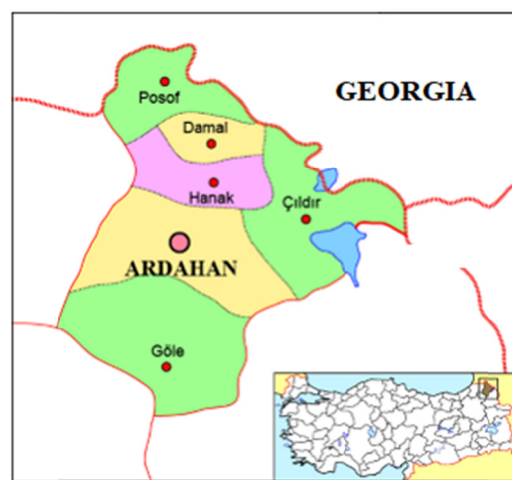 Posof
GEORGIA
Damal
Hanak
Çıldır
ARDAHAN
Göle